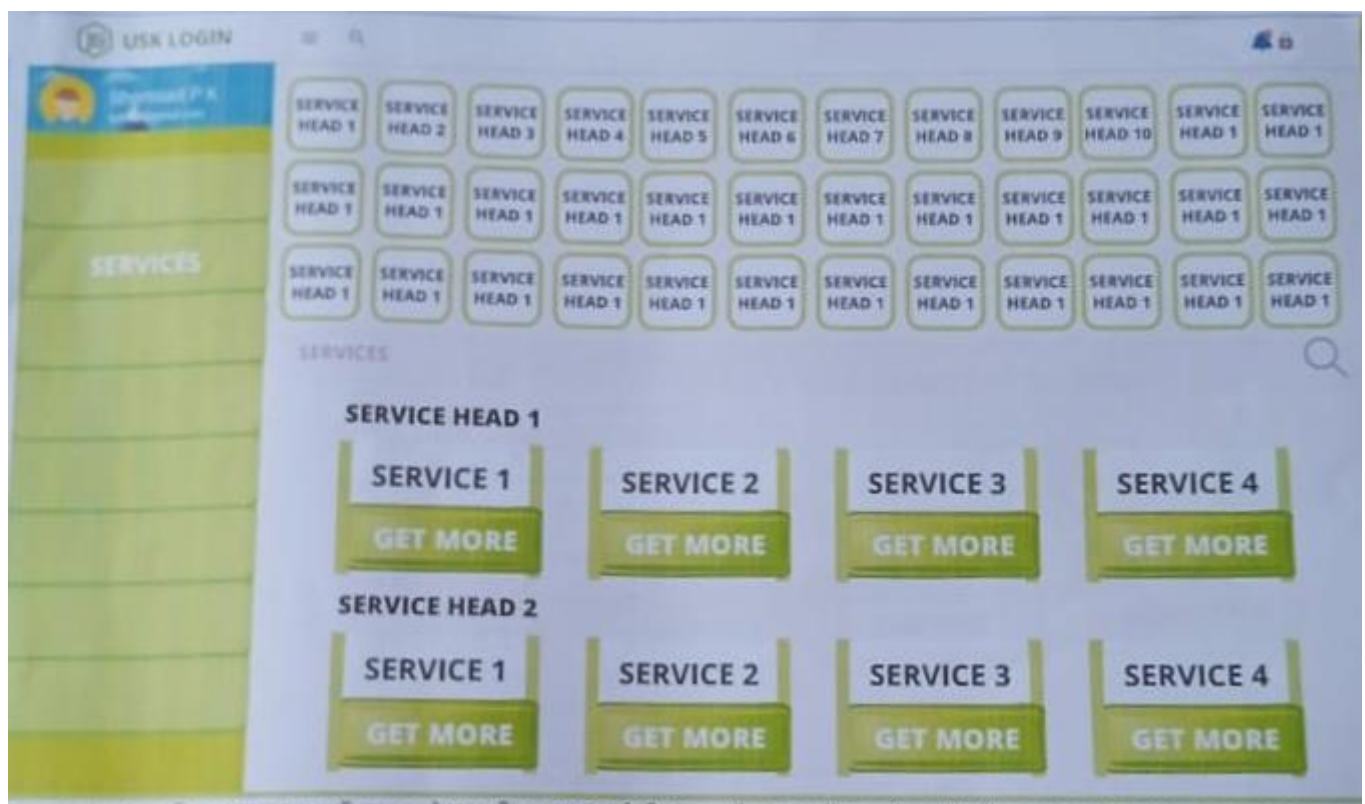 USK LOGIN
P K
SERVICE HEAD 1
SERVICE HEAD 2
SERVICE HEAD 3
SERVICE HEAD 4
SERVICE HEAD 5
SERVICE HEAD 6
SERVICE HEAD 7
SERVICE HEAD 8
SERVICE HEAD 9
SERVICE HEAD 10
SERVICE HEAD 1
SERVICE HEAD 1
SERVICE HEAD 1
SERVICE HEAD 1
SERVICE HEAD 1
SERVICE HEAD 1
SERVICE HEAD 1
SERVICE HEAD 1
SERVICE HEAD 1
SERVICE HEAD 1
SERVICE HEAD 1
SERVICE HEAD 1
SERVICE HEAD 1
SERVICE HEAD 1
SERVICES
SERVICE HEAD 1
SERVICE HEAD 1
SERVICE HEAD 1
SERVICE HEAD 1
SERVICE HEAD 1
SERVICE HEAD 1
SERVICE HEAD 1
SERVICE HEAD 1
SERVICE HEAD 1
SERVICE HEAD 1
SERVICE HEAD 1
SERVICE HEAD 1
SERVICES
SERVICE HEAD 1
SERVICE 1 SERVICE 2 SERVICE 3 SERVICE 4
GET MORE GET MORE GET MORE GET MORE
SERVICE HEAD 2
SERVICE 1 SERVICE 2 SERVICE 3 SERVICE 4
GET MORE GET MORE GET MORE GET MORE